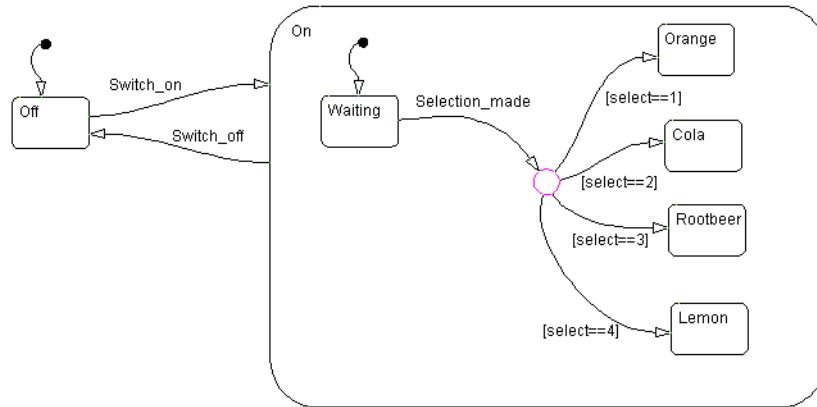 On
Orange
Switch_on
Off
Waiting
Selection_made
[select==1]
Switch_off
Cola
[select==2]
Rootbeer
[select==3]
Lemon
[select==4]